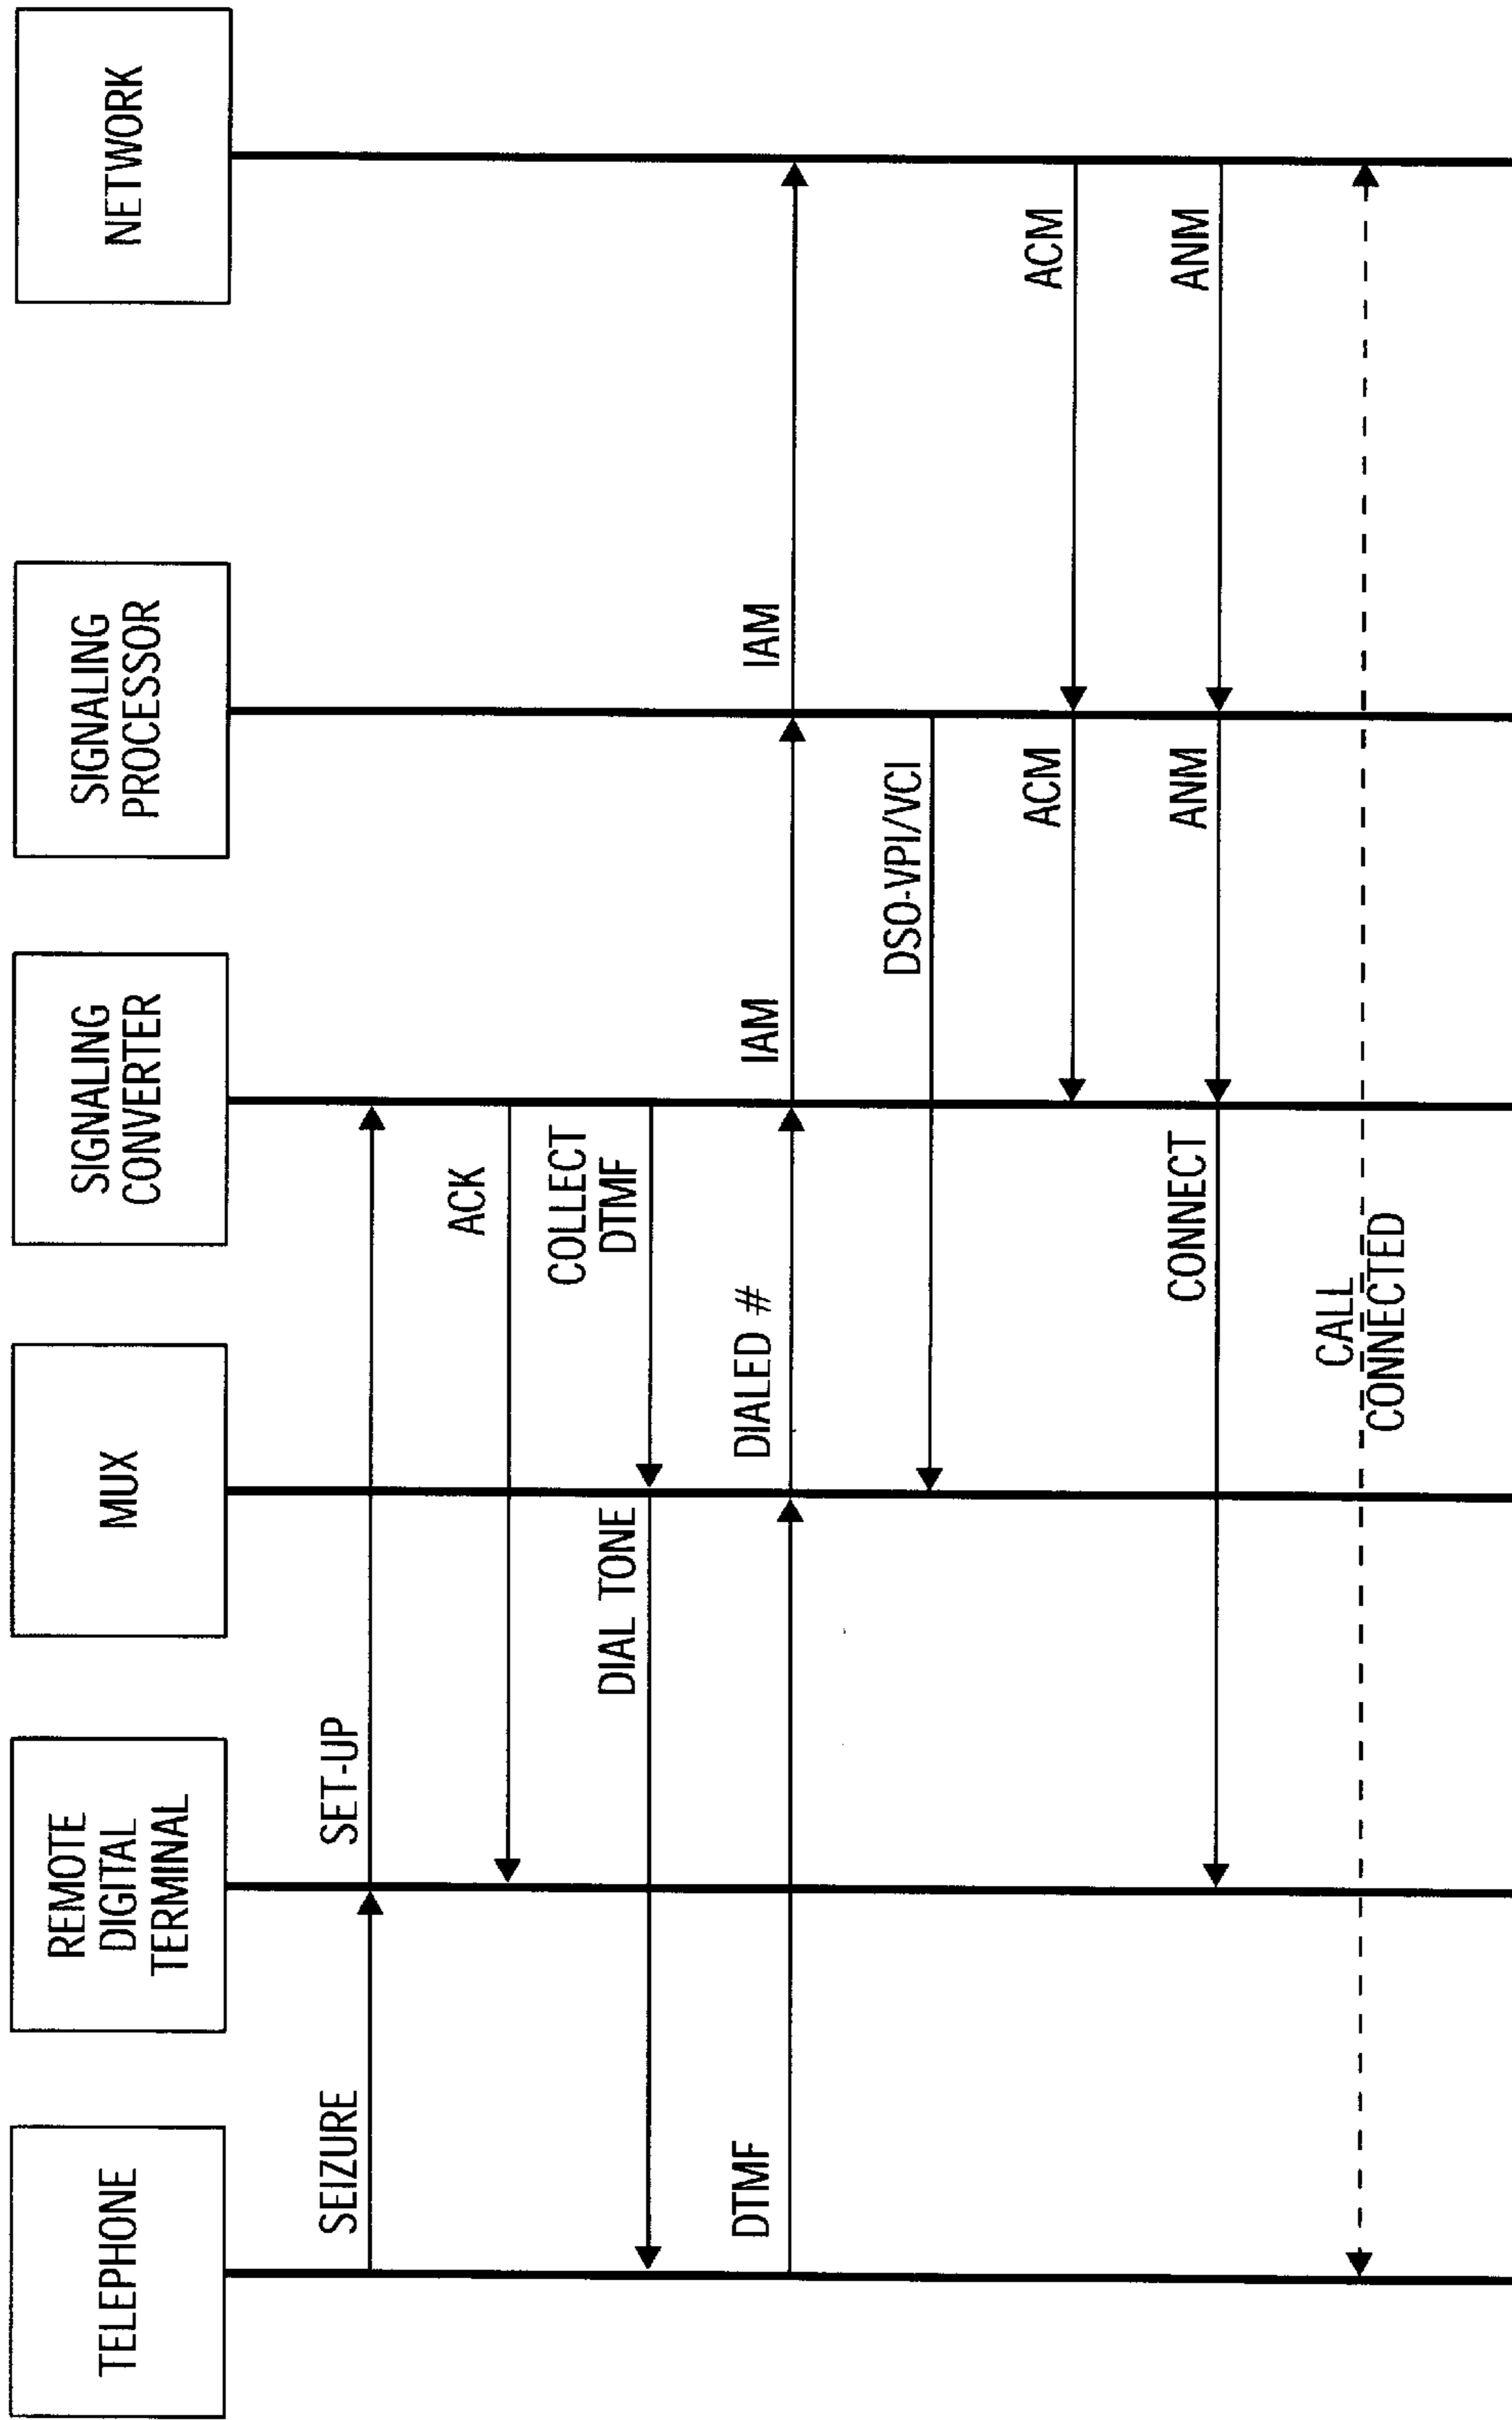 TELEPHONE
REMOTE
DIGITAL
TERMINAL
MUX
SIGNALING
CONVERTER
SIGNALING
PROCESSOR
NETWORK
SEIZURE
SET-UP
ACK
DIAL TONE
COLLECT
DTMF
DTMF
DIALED #
IAM
IAM
DSO-VPI/VCI
ACM
ACM
CONNECT
ANM
ANM
CALL
CONNECTED